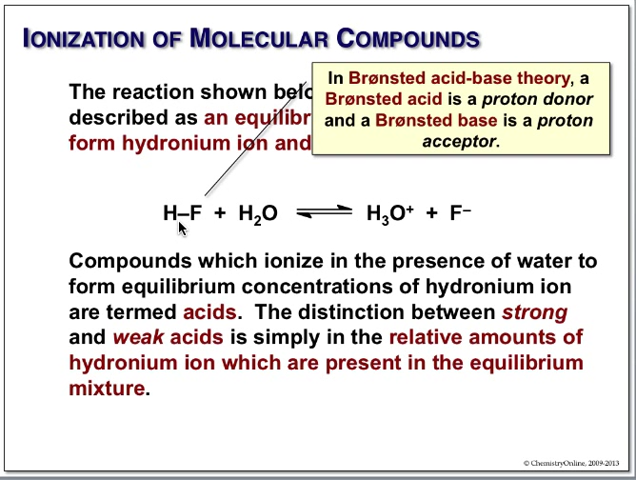 IONIZATION OF MOLECULAR COMPOUNDS
In Brønsted acid-base theory, a
Brønsted acid is a proton donor
and a Brønsted base is a proton
acceptor.
The reaction shown
described as an
form hydronium ion and
H–F + H₂O ⇌ H₃O⁺ + F⁻
Compounds which ionize in the presence of water to
form equilibrium concentrations of hydronium ion
are termed acids. The distinction between strong
and weak acids is simply in the relative amounts of
hydronium ion which are present in the equilibrium
mixture.
© ChemistryOnline, 2009-2013